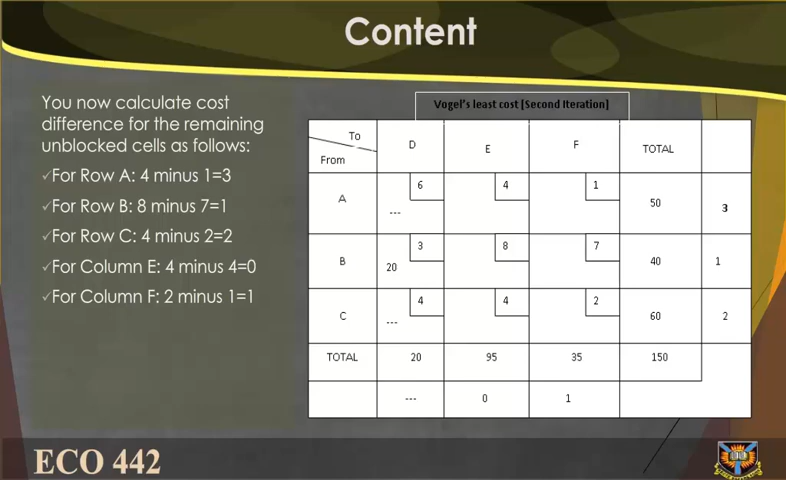 Content
You now calculate cost
difference for the remaining
unblocked cells as follows:
✓For Row A: 4 minus 1=3
✓For Row B: 8 minus 7=1
✓For Row C: 4 minus 2=2
✓For Column E: 4 minus 4=0
✓For Column F: 2 minus 1=1
Vogel's least cost [Second Iteration]
To
From
D E F TOTAL
6 4 1
A --- 50 3
3 8 7
B 20 40 1
4 4 2
C --- 60 2
TOTAL 20 95 35 150
--- 0 1
ECO 442